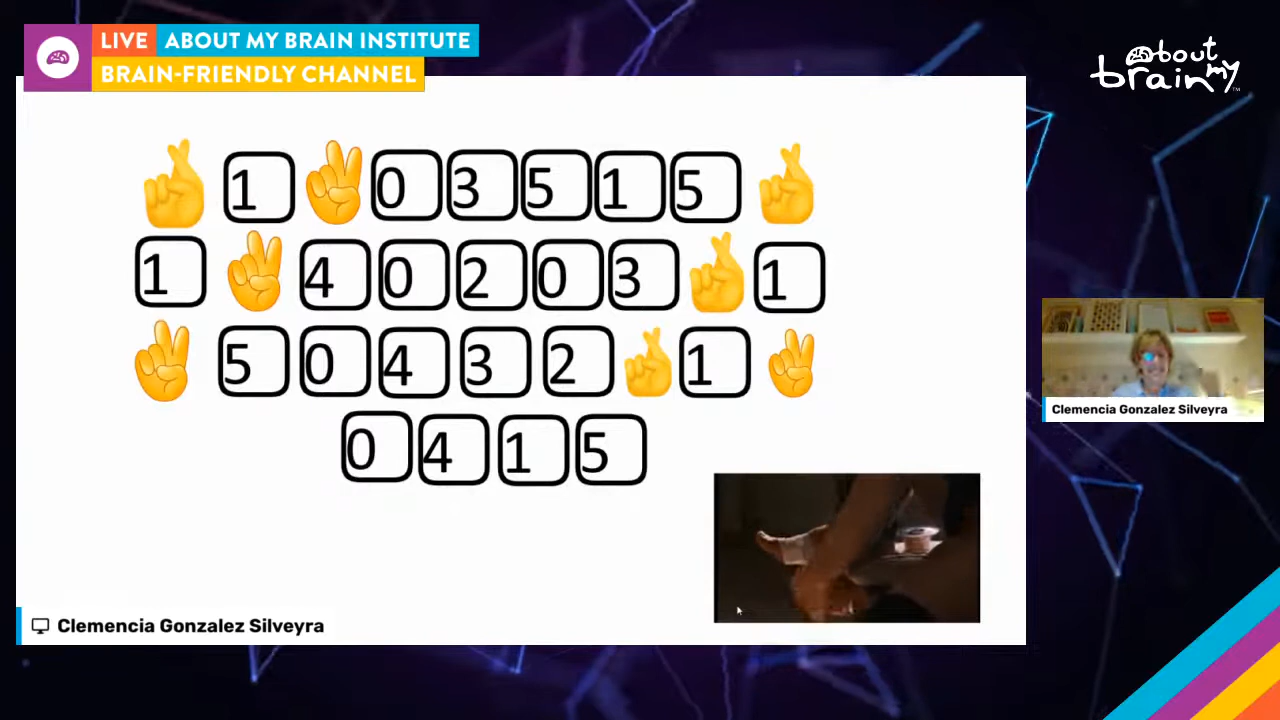 LIVE ABOUT MY BRAIN INSTITUTE
BRAIN-FRIENDLY CHANNEL
about my brain™
1 0 3 5 1 5
1 4 0 2 0 3 1
5 0 4 3 2 1
0 4 1 5
Clemencia Gonzalez Silveyra
Clemencia Gonzalez Silveyra